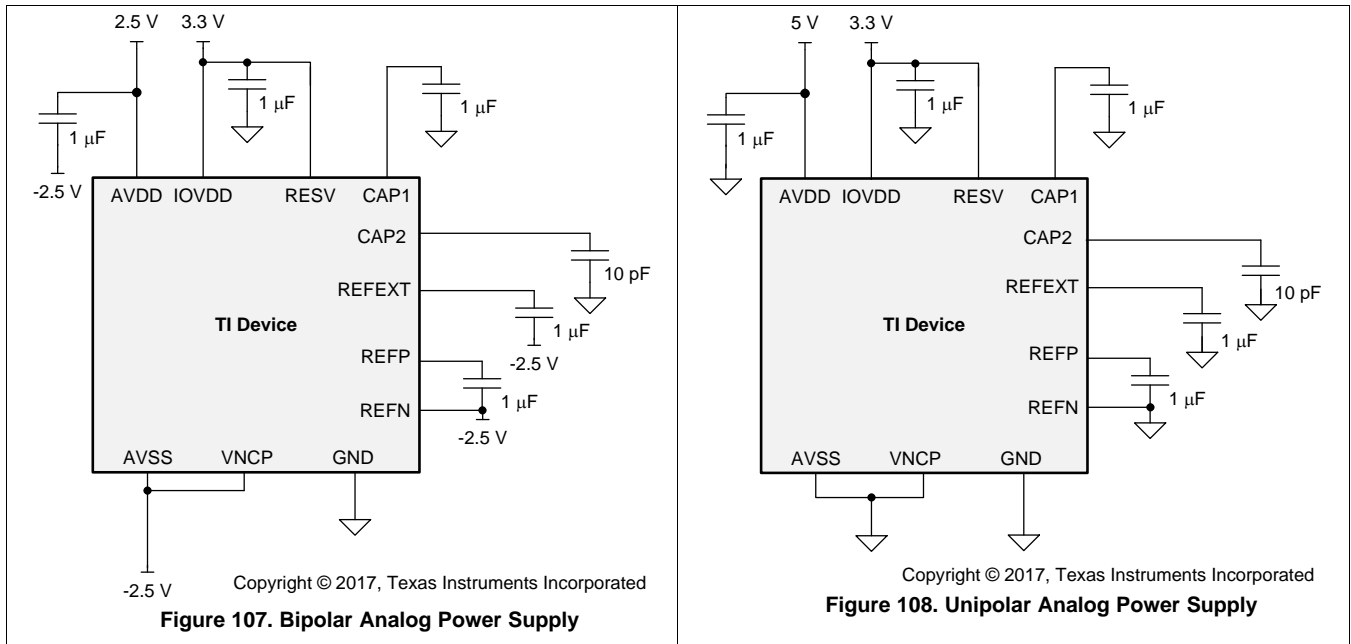 2.5 V
3.3 V
1 μF
1 μF
1 μF
-2.5 V
AVDD IOVDD RESV CAP1
CAP2
10 pF
REFEXT
TI Device
1 μF
REFP
-2.5 V
1 μF
REFN
-2.5 V
AVSS VNCP GND
-2.5 V
Copyright © 2017, Texas Instruments Incorporated
Figure 107. Bipolar Analog Power Supply
5 V
3.3 V
1 μF
1 μF
1 μF
AVDD IOVDD RESV CAP1
CAP2
REFEXT
10 pF
TI Device
1 μF
REFP
1 μF
REFN
AVSS VNCP GND
Copyright © 2017, Texas Instruments Incorporated
Figure 108. Unipolar Analog Power Supply